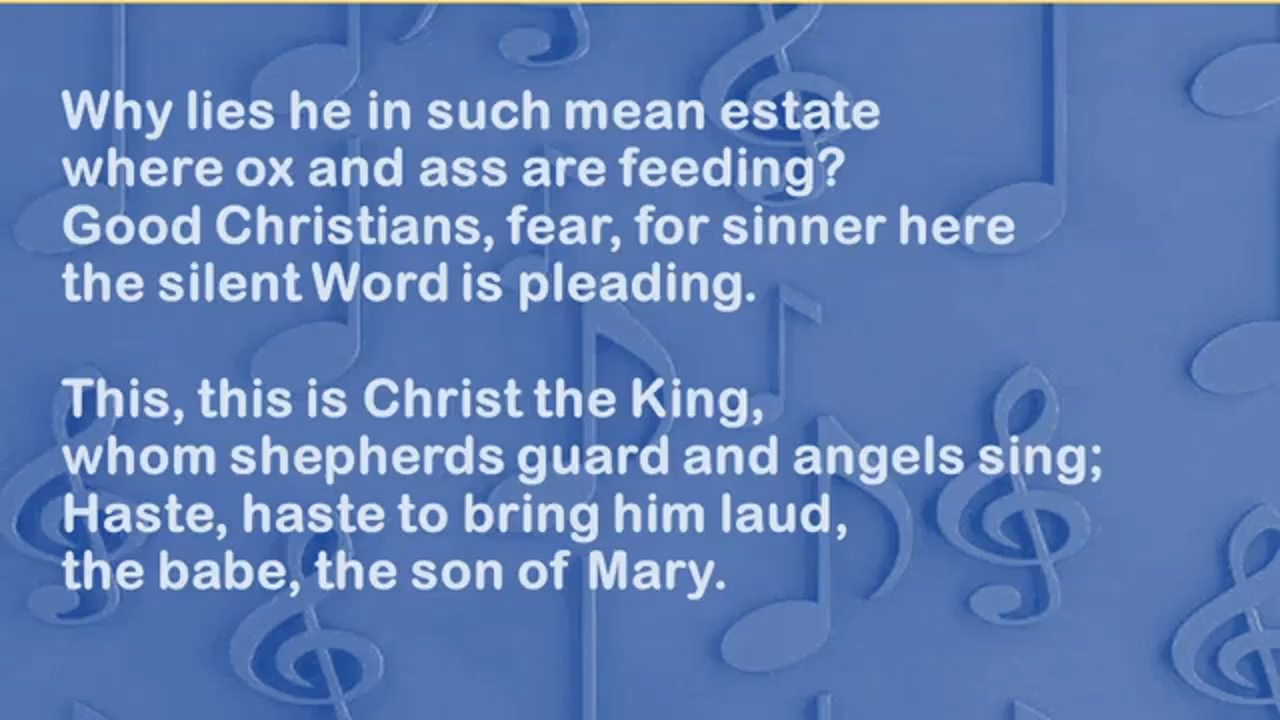 Why lies he in such mean estate
where ox and ass are feeding?
Good Christians, fear, for sinner here
the silent Word is pleading.
This, this is Christ the King,
whom shepherds guard and angels sing;
Haste, haste to bring him laud,
the babe, the son of Mary.